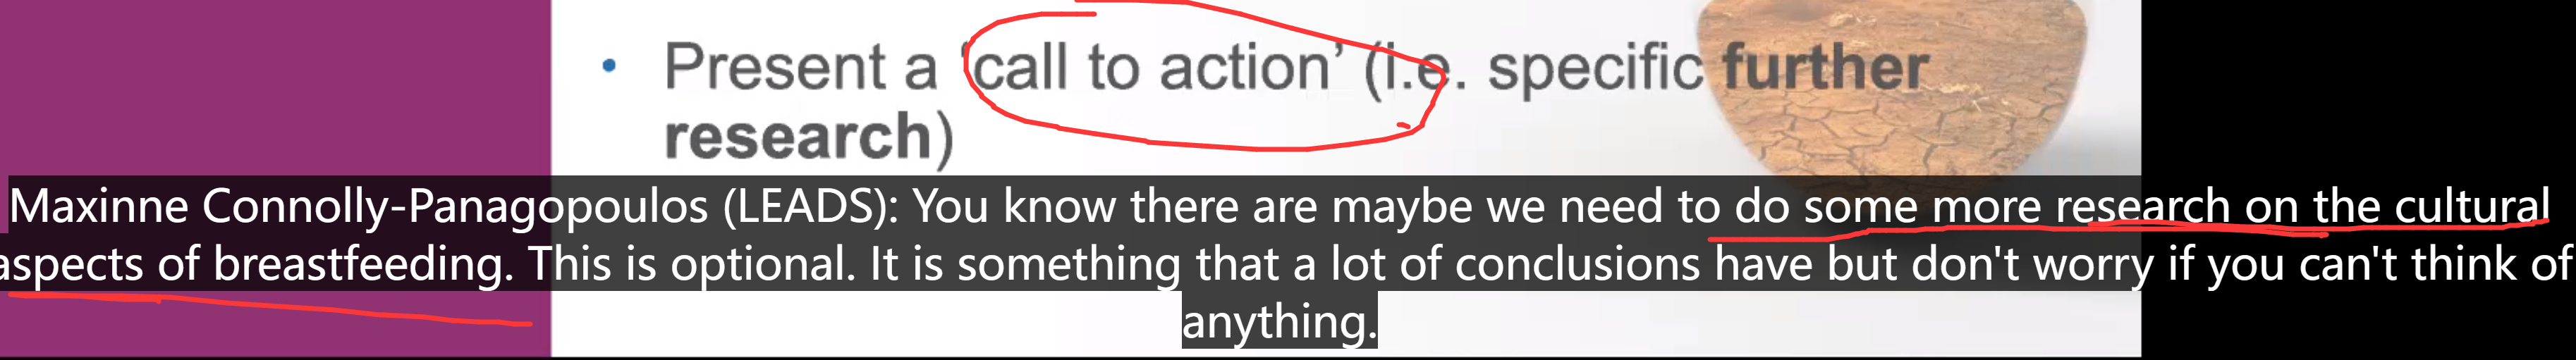 • Present a ‘call to action’ (i.e. specific further
research)
Maxinne Connolly-Panagopoulos (LEADS): You know there are maybe we need to do some more research on the cultural
aspects of breastfeeding. This is optional. It is something that a lot of conclusions have but don't worry if you can't think of
anything.